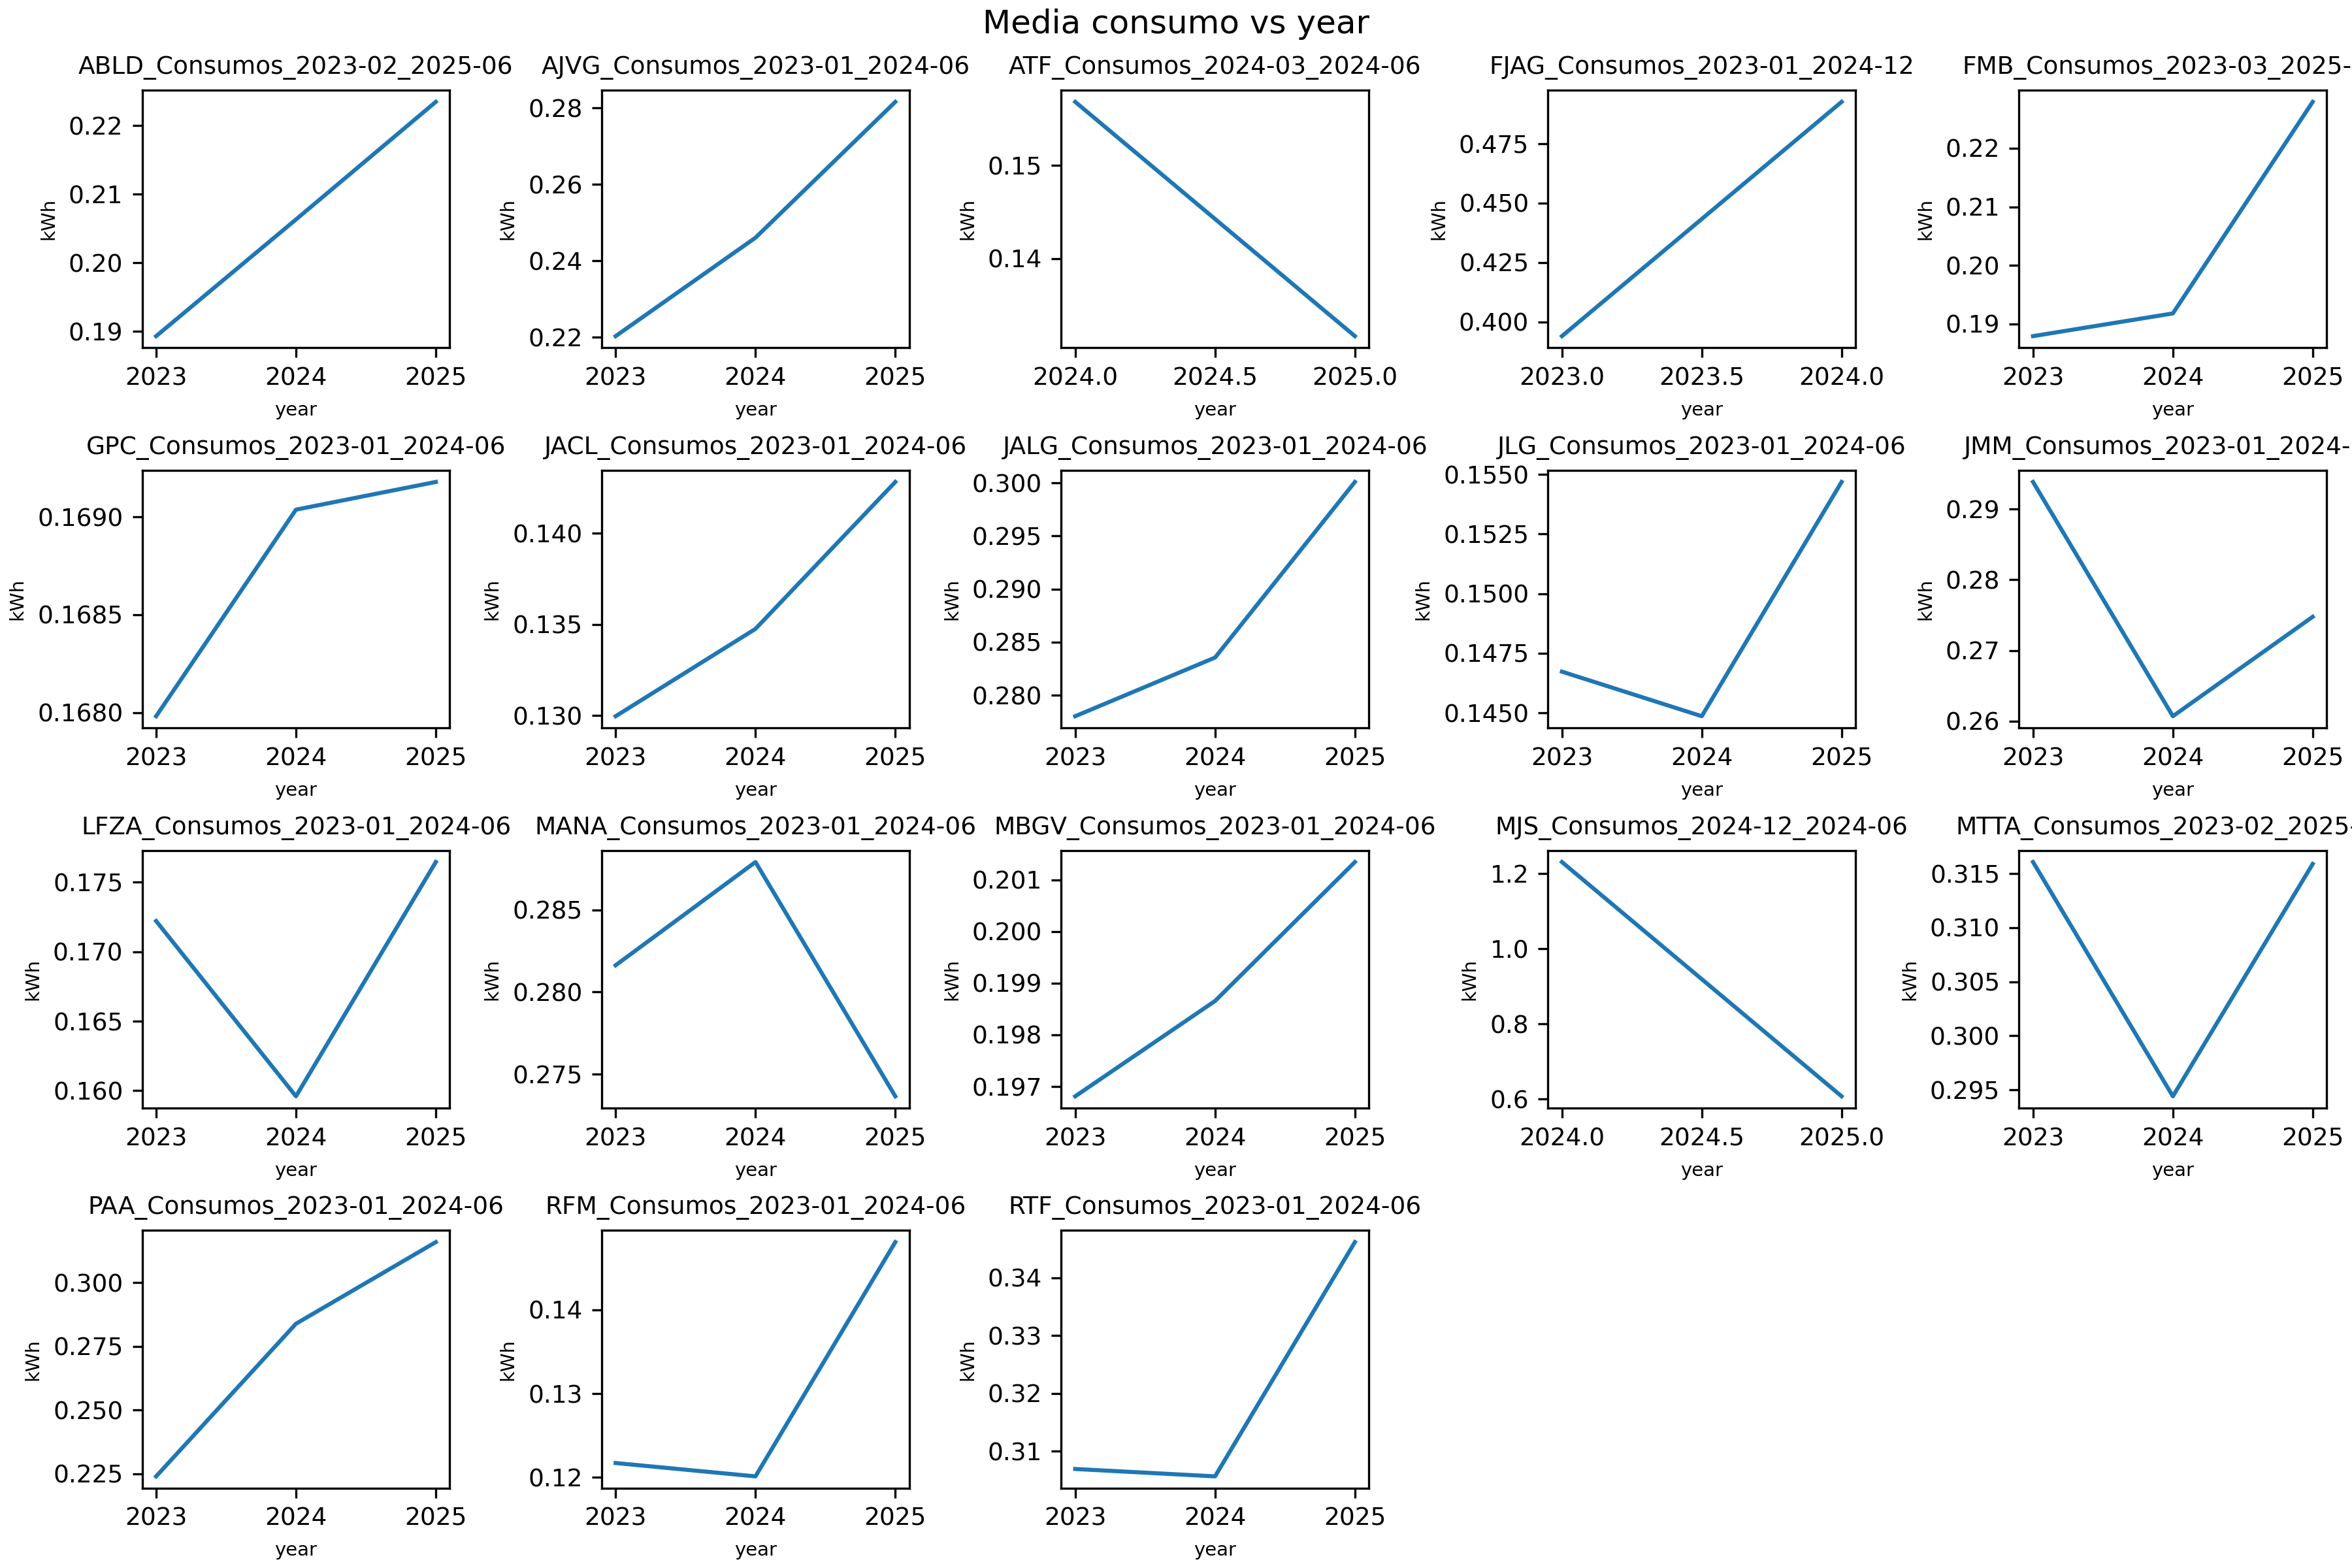 Media consumo vs year
ABLD_Consumos_2023-02_2025-06
0.22
0.21
0.20
0.19
kWh
2023 2024 2025
year
AJVG_Consumos_2023-01_2024-06
0.28
0.26
0.24
0.22
kWh
2023 2024 2025
year
ATF_Consumos_2024-03_2024-06
0.15
0.14
kWh
2024.0 2024.5 2025.0
year
FJAG_Consumos_2023-01_2024-12
0.475
0.450
0.425
0.400
kWh
2023.0 2023.5 2024.0
year
FMB_Consumos_2023-03_2025-
0.22
0.21
0.20
0.19
kWh
2023 2024 2025
year
GPC_Consumos_2023-01_2024-06
0.1690
0.1685
0.1680
kWh
2023 2024 2025
year
JACL_Consumos_2023-01_2024-06
0.140
0.135
0.130
kWh
2023 2024 2025
year
JALG_Consumos_2023-01_2024-06
0.300
0.295
0.290
0.285
0.280
kWh
2023 2024 2025
year
JLG_Consumos_2023-01_2024-06
0.1550
0.1525
0.1500
0.1475
0.1450
kWh
2023 2024 2025
year
JMM_Consumos_2023-01_2024-
0.29
0.28
0.27
0.26
kWh
2023 2024 2025
year
LFZA_Consumos_2023-01_2024-06
0.175
0.170
0.165
0.160
kWh
2023 2024 2025
year
MANA_Consumos_2023-01_2024-06
0.285
0.280
0.275
kWh
2023 2024 2025
year
MBGV_Consumos_2023-01_2024-06
0.201
0.200
0.199
0.198
0.197
kWh
2023 2024 2025
year
MJS_Consumos_2024-12_2024-06
1.2
1.0
0.8
0.6
kWh
2024.0 2024.5 2025.0
year
MTTA_Consumos_2023-02_2025-
0.315
0.310
0.305
0.300
0.295
kWh
2023 2024 2025
year
PAA_Consumos_2023-01_2024-06
0.300
0.275
0.250
0.225
kWh
2023 2024 2025
year
RFM_Consumos_2023-01_2024-06
0.14
0.13
0.12
kWh
2023 2024 2025
year
RTF_Consumos_2023-01_2024-06
0.34
0.33
0.32
0.31
kWh
2023 2024 2025
year